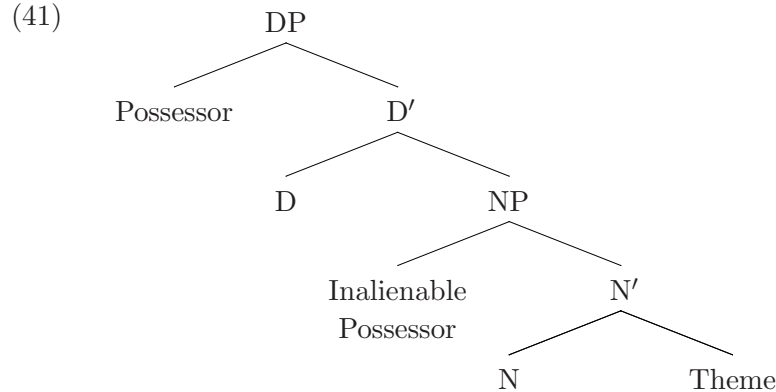 (41) DP
Possessor D′
D NP
Inalienable N′
Possessor
N Theme